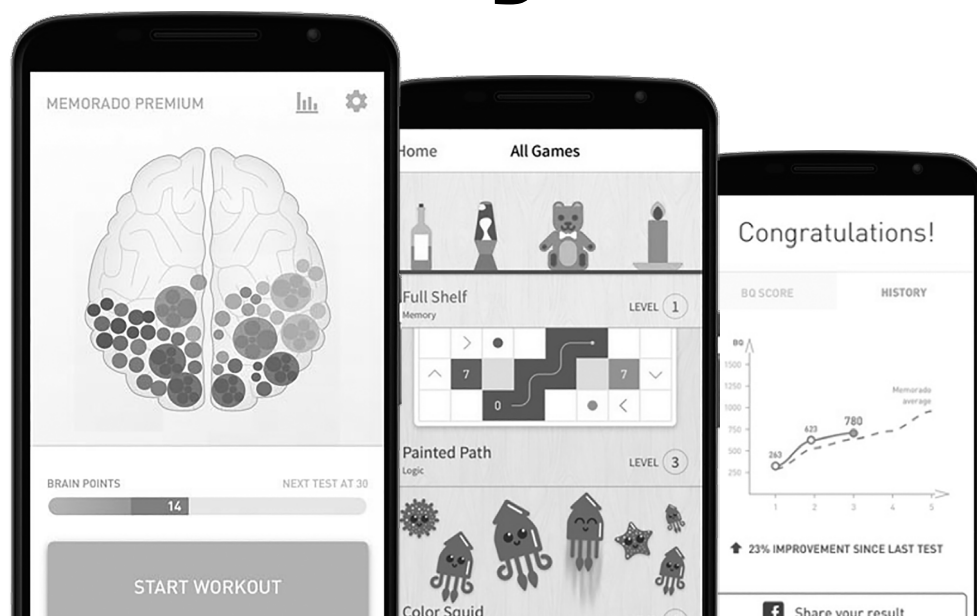 MEMORADO PREMIUM
BRAIN POINTS
NEXT TEST AT 30
14
START WORKOUT
Home
All Games
Full Shelf
Memory
LEVEL 1
7
7
0
Painted Path
Logic
LEVEL 3
Color Squid
Congratulations!
BQ SCORE
HISTORY
BQ
1500
1250
1000
750
500
250
Memorado
average
263
623
780
1
2
3
4
5
23% IMPROVEMENT SINCE LAST TEST
f
Share your result